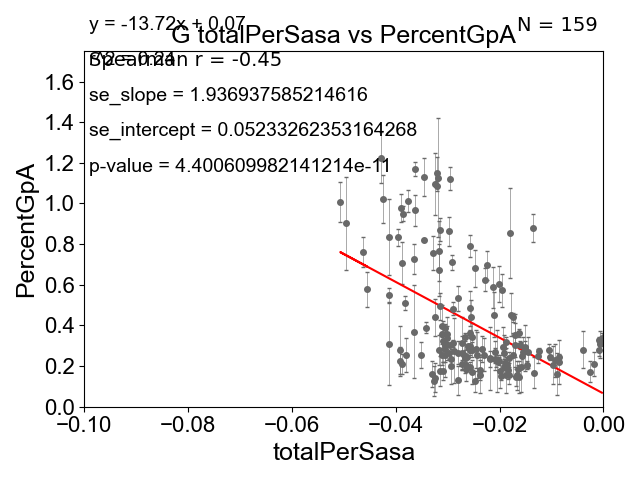 y = -13.72x + 0.07
N = 159
G totalPerSasa vs PercentGpA
Spearman r = -0.45
se_slope = 1.936937585214616
se_intercept = 0.05233262353164268
p-value = 4.400609982141214e-11
PercentGpA
1.6
1.4
1.2
1.0
0.8
0.6
0.4
0.2
0.0
−0.10 −0.08 −0.06 −0.04 −0.02 0.00
totalPerSasa